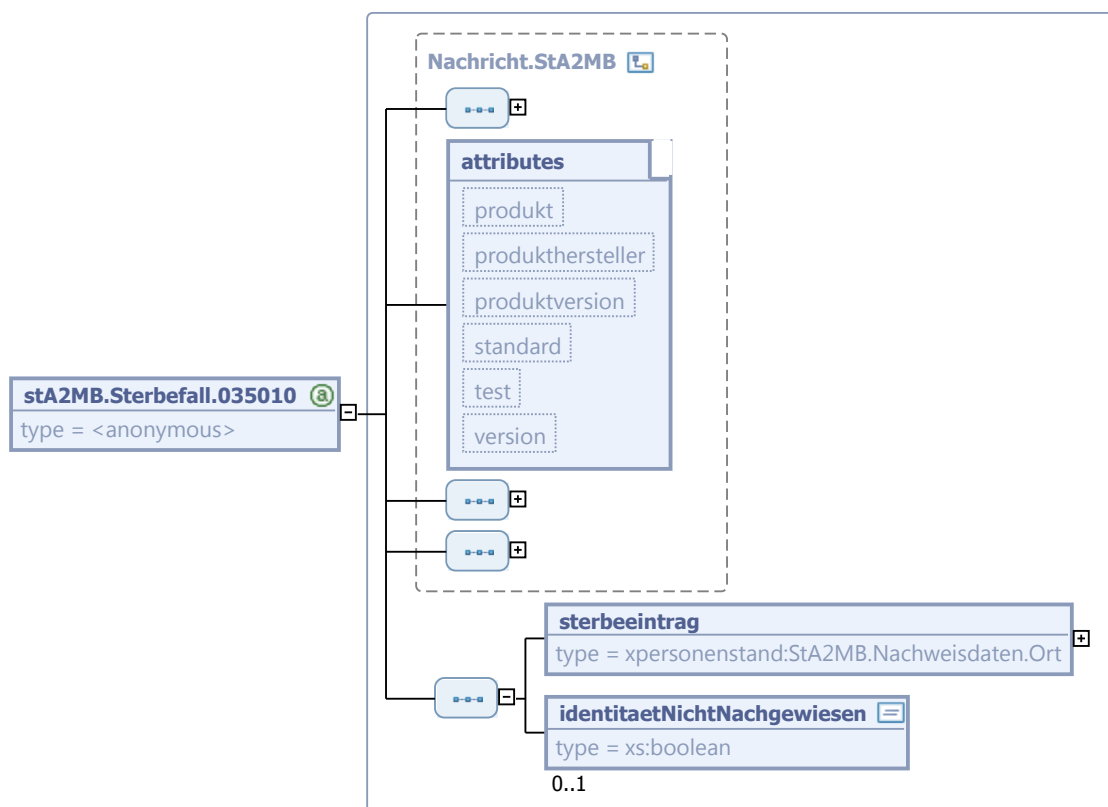 Nachricht.StA2MB
attributes
produkt
produkthersteller
produktversion
standard
test
version
stA2MB.Sterbefall.035010 a
type = <anonymous>
sterbeeintrag
type = xpersonenstand:StA2MB.Nachweisdaten.Ort
identitaetNichtNachgewiesen
type = xs:boolean
0..1